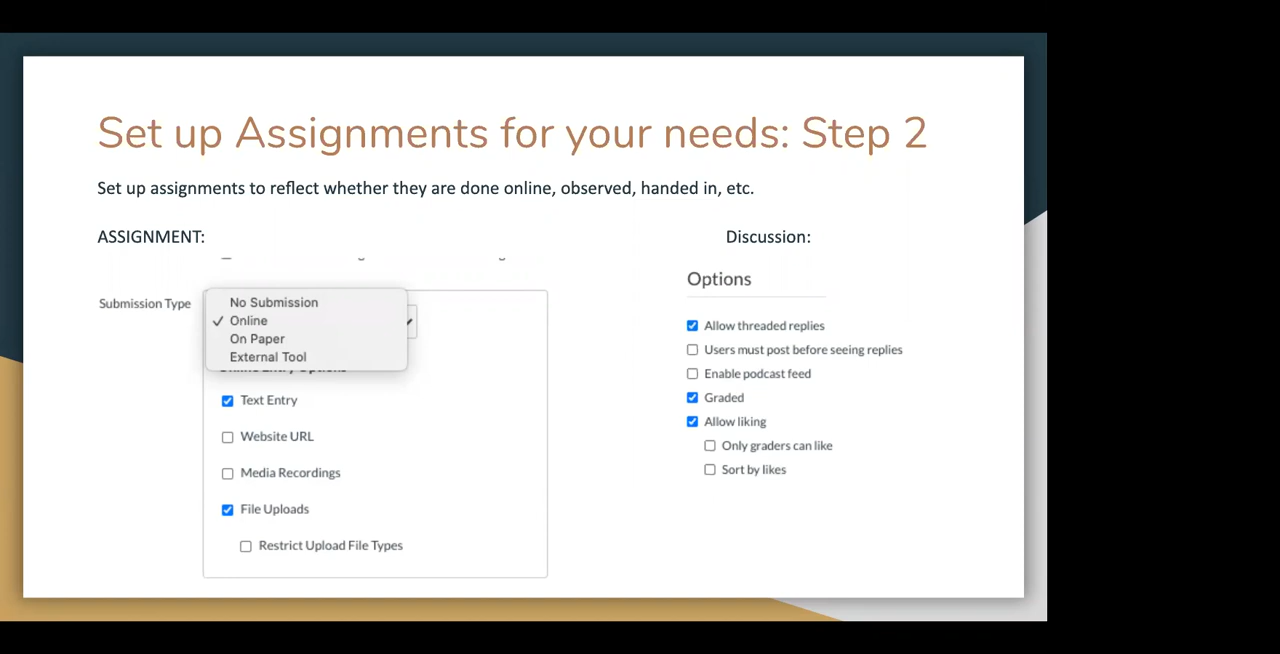 Set up Assignments for your needs: Step 2
Set up assignments to reflect whether they are done online, observed, handed in, etc.
ASSIGNMENT:
Submission Type
No Submission
✓ Online
On Paper
External Tool
Online Entry Options
Text Entry
Website URL
Media Recordings
File Uploads
Restrict Upload File Types
Discussion:
Options
Allow threaded replies
Users must post before seeing replies
Enable podcast feed
Graded
Allow liking
Only graders can like
Sort by likes